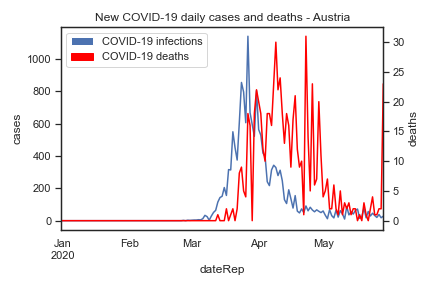 New COVID-19 daily cases and deaths - Austria
COVID-19 infections
COVID-19 deaths
1000
800
600
400
200
0
cases
30
25
20
15
10
5
0
deaths
Jan
2020
Feb
Mar
Apr
May
dateRep